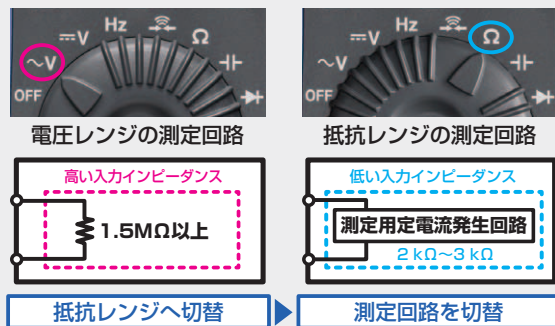 OFF
～V
⎓V
Hz
Ω
OFF
～V
⎓V
Hz
Ω
電圧レンジの測定回路
抵抗レンジの測定回路
高い入力インピーダンス
1.5MΩ以上
低い入力インピーダンス
測定用定電流発生回路
2 kΩ～3 kΩ
抵抗レンジへ切替
測定回路を切替